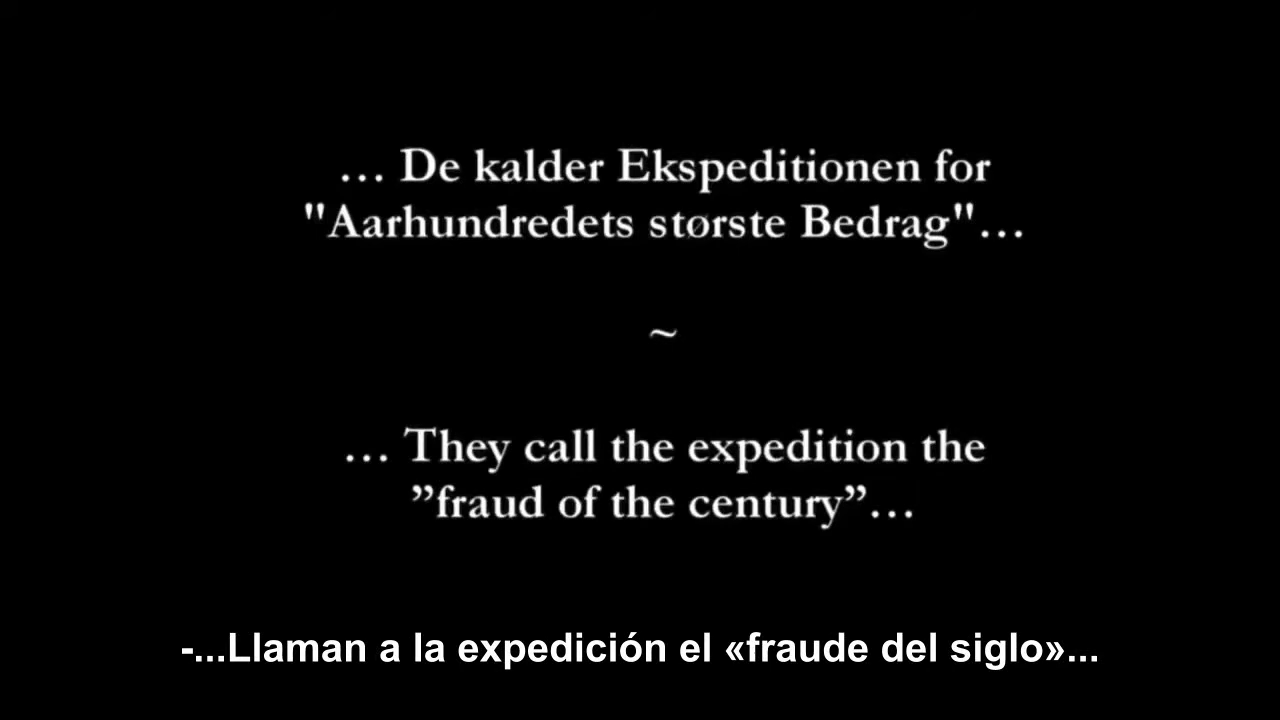 … De kalder Ekspeditionen for
"Aarhundredets største Bedrag"…
~
… They call the expedition the
”fraud of the century”…
-...Llaman a la expedición el «fraude del siglo»...